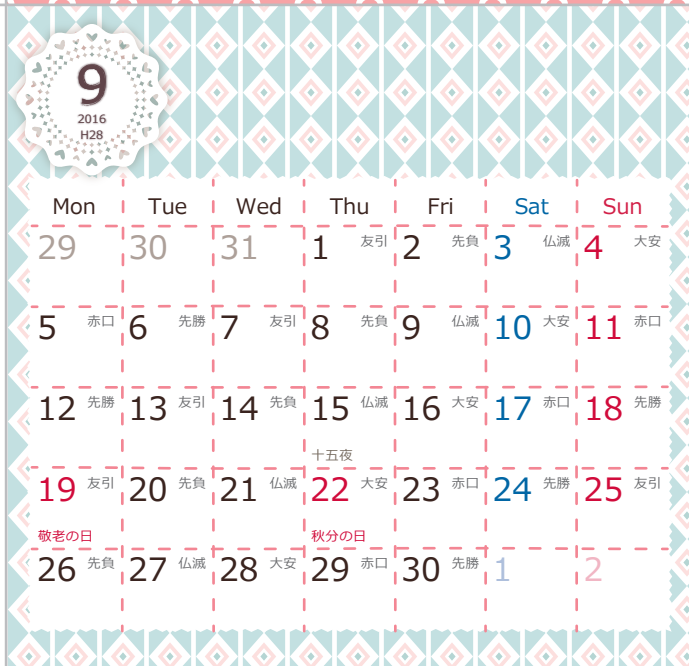 9
2016
H28
Mon Tue Wed Thu Fri Sat Sun
29 30 31 1 友引 2 先負 3 仏滅 4 大安
5 赤口 6 先勝 7 友引 8 先負 9 仏滅 10 大安 11 赤口
12 先勝 13 友引 14 先負 15 仏滅 16 大安 17 赤口 18 先勝
十五夜
19 友引 20 先負 21 仏滅 22 大安 23 赤口 24 先勝 25 友引
敬老の日 秋分の日
26 先負 27 仏滅 28 大安 29 赤口 30 先勝 1 2